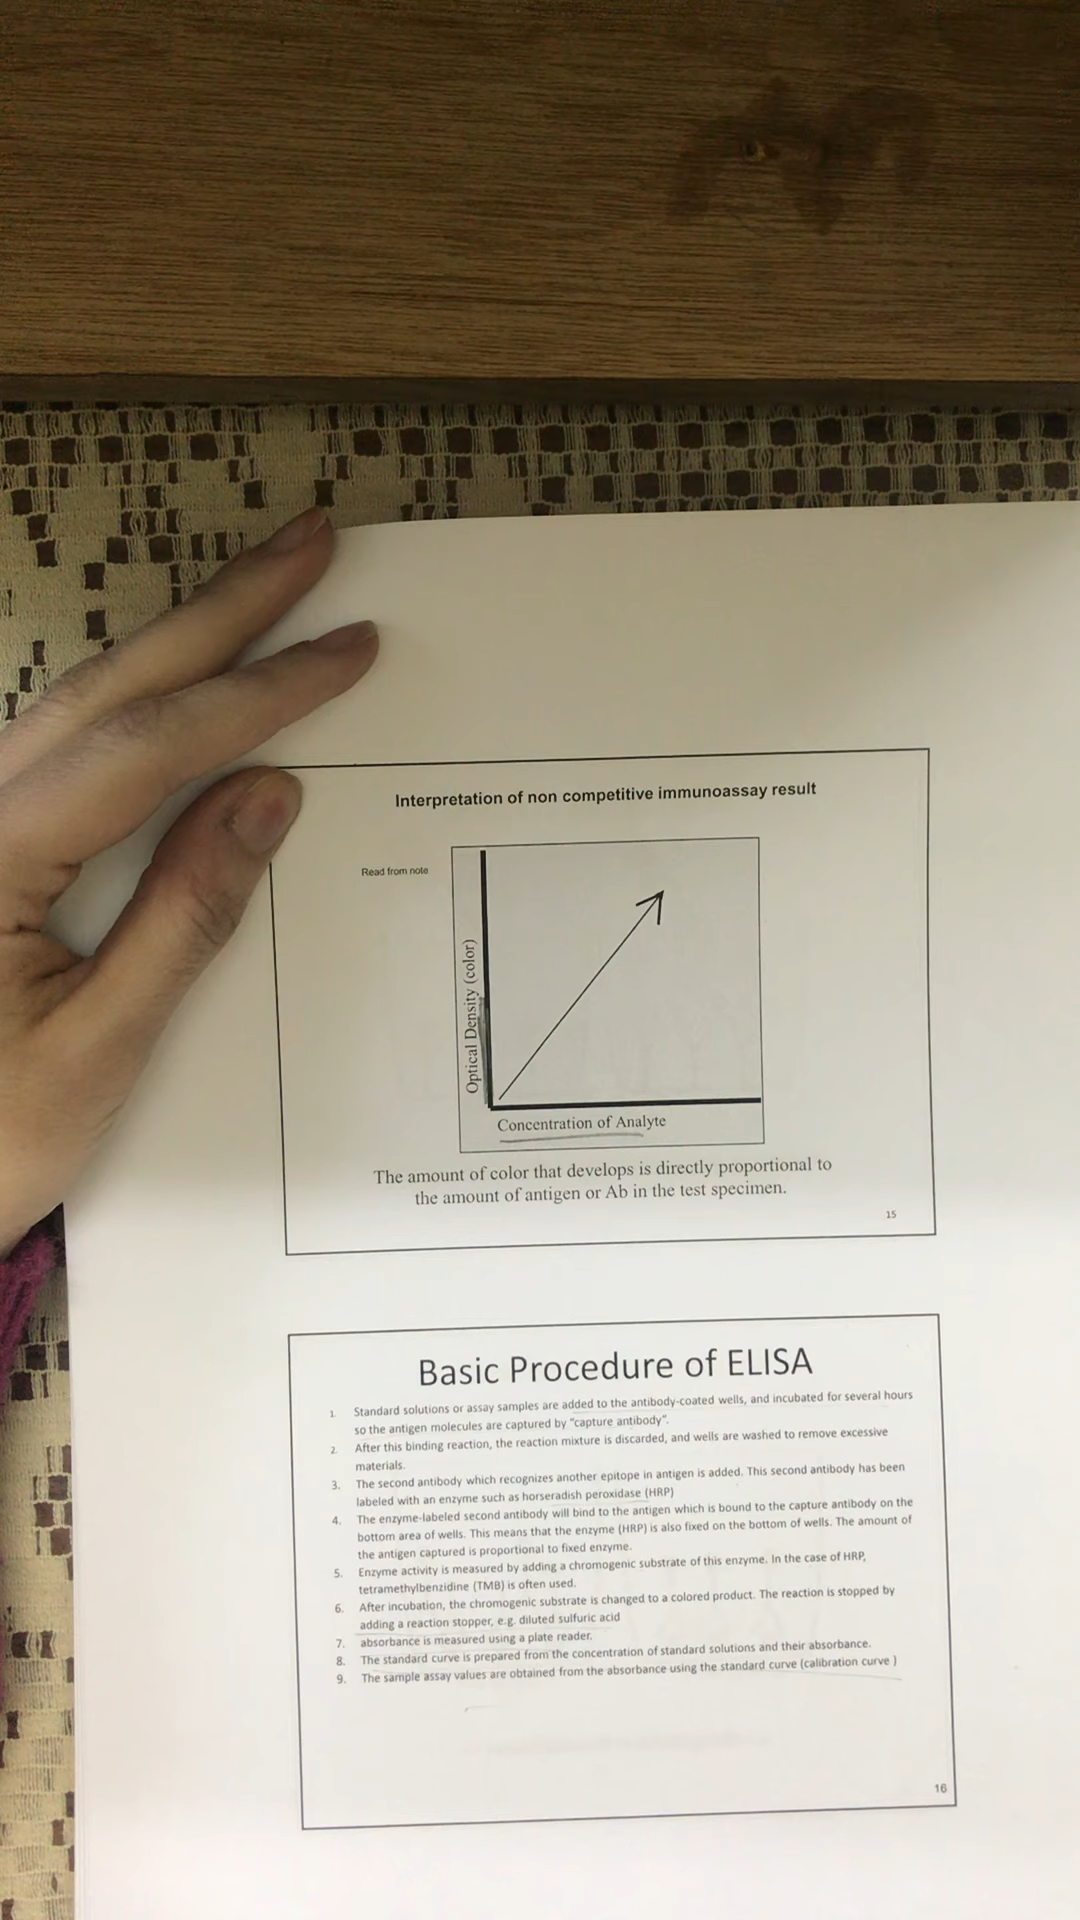 Interpretation of non competitive immunoassay result
Read from note
Optical Density (color)
Concentration of Analyte
The amount of color that develops is directly proportional to
the amount of antigen or Ab in the test specimen.
15
Basic Procedure of ELISA
1. Standard solutions or assay samples are added to the antibody-coated wells, and incubated for several hours
so the antigen molecules are captured by "capture antibody".
2. After this binding reaction, the reaction mixture is discarded, and wells are washed to remove excessive
materials.
3. The second antibody which recognizes another epitope in antigen is added. This second antibody has been
labeled with an enzyme such as horseradish peroxidase (HRP)
4. The enzyme-labeled second antibody will bind to the antigen which is bound to the capture antibody on the
bottom area of wells. This means that the enzyme (HRP) is also fixed on the bottom of wells. The amount of
the antigen captured is proportional to fixed enzyme.
5. Enzyme activity is measured by adding a chromogenic substrate of this enzyme. In the case of HRP,
tetramethylbenzidine (TMB) is often used.
6. After incubation, the chromogenic substrate is changed to a colored product. The reaction is stopped by
adding a reaction stopper, e.g. diluted sulfuric acid
7. absorbance is measured using a plate reader.
8. The standard curve is prepared from the concentration of standard solutions and their absorbance.
9. The sample assay values are obtained from the absorbance using the standard curve (calibration curve )
16